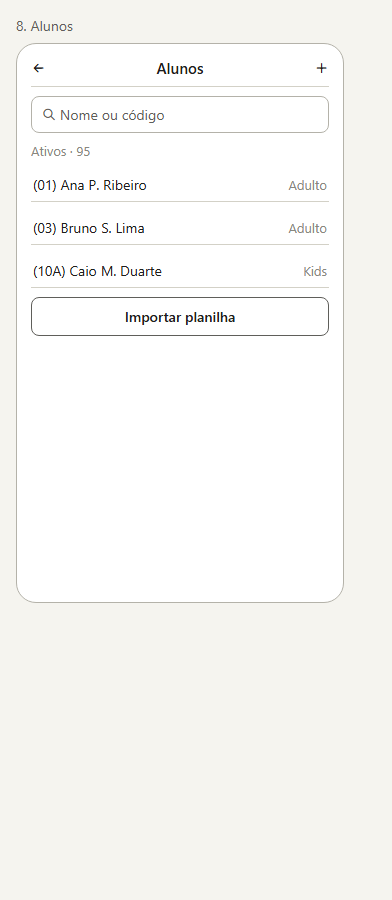 8. Alunos
← Alunos +
Nome ou código
Ativos · 95
(01) Ana P. Ribeiro Adulto
(03) Bruno S. Lima Adulto
(10A) Caio M. Duarte Kids
Importar planilha